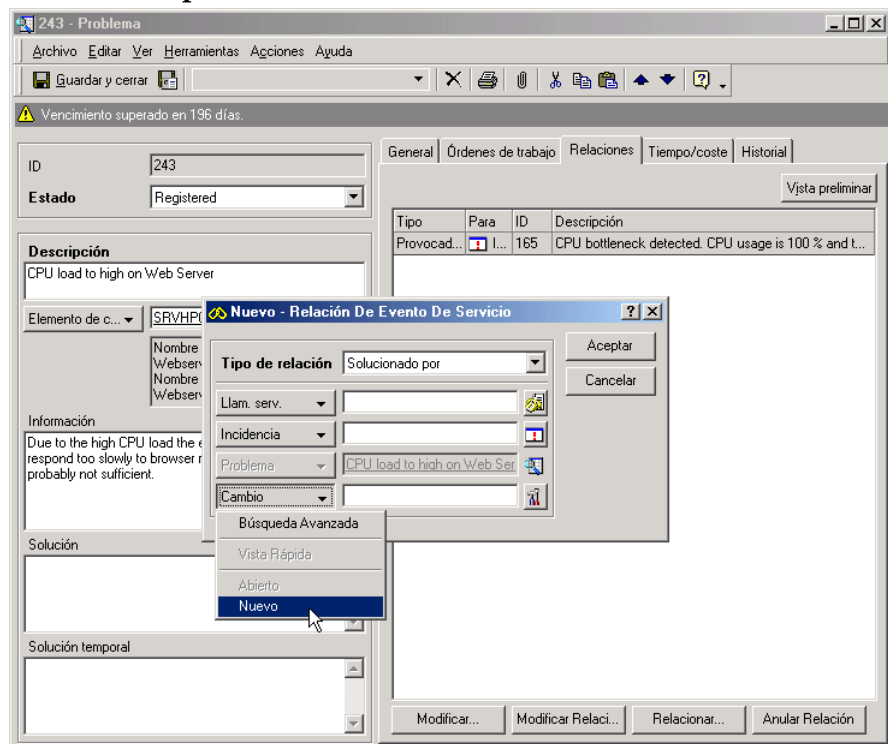 243 - Problema
Archivo Editar Ver Herramientas Acciones Ayuda
Guardar y cerrar
Vencimiento superado en 196 días.
ID 243
Estado Registered
Descripción
CPU load to high on Web Server
Elemento de c... SRVHP
Nombre
Webserv
Nombre
Webserv
Información
Due to the high CPU load the
respond too slowly to browser
probably not sufficient.
Solución
Solución temporal
General Órdenes de trabajo Relaciones Tiempo/coste Historial
Vista preliminar
Tipo Para ID Descripción
Provocad... I... 165 CPU bottleneck detected. CPU usage is 100 % and t...
Nuevo - Relación De Evento De Servicio
Tipo de relación Solucionado por
Aceptar
Cancelar
Llam. serv.
Incidencia
Problema CPU load to high on Web Ser
Cambio
Búsqueda Avanzada
Vista Rápida
Abierto
Nuevo
Modificar... Modificar Relaci... Relacionar... Anular Relación